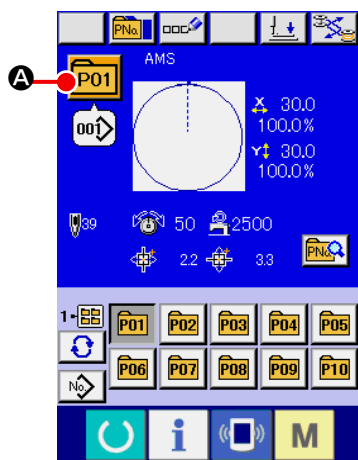 PNo.
A P01
AMS
001
X 30.0
100.0%
Y 30.0
100.0%
39 50 2500
2.2 3.3
PNo.
1- P01 P02 P03 P04 P05
P06 P07 P08 P09 P10
No.
i M